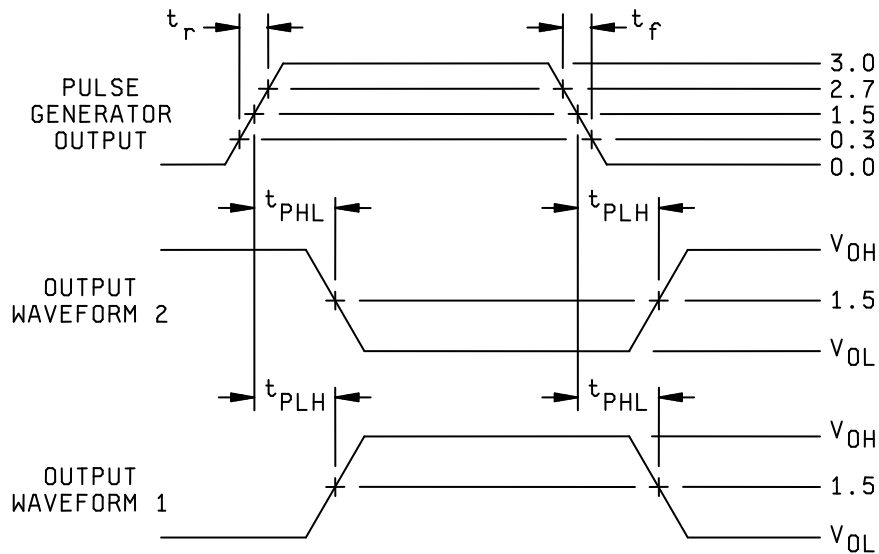 tr
tf
PULSE
GENERATOR
OUTPUT
3.0
2.7
1.5
0.3
0.0
tPHL
tPLH
OUTPUT
WAVEFORM 2
VOH
1.5
VOL
tPLH
tPHL
OUTPUT
WAVEFORM 1
VOH
1.5
VOL